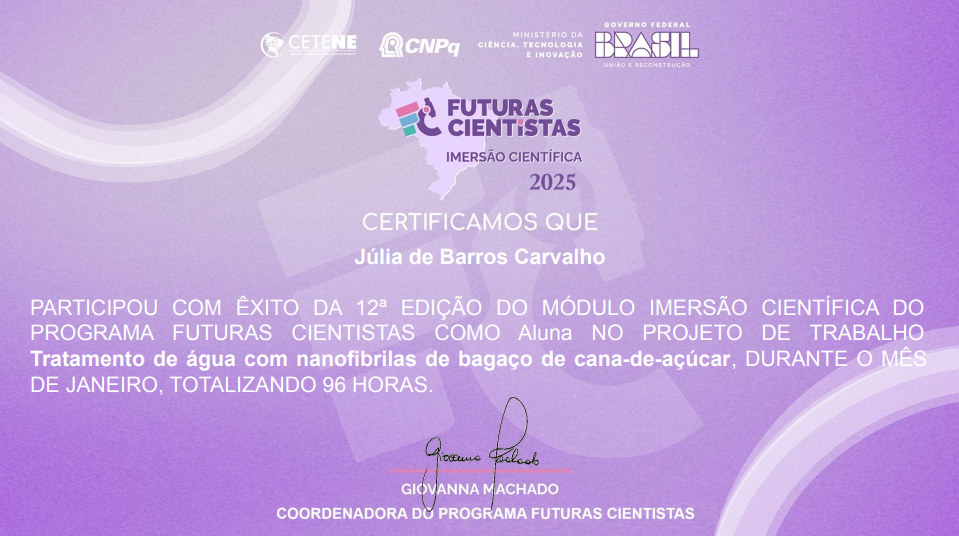 CETENE
CNPq
MINISTÉRIO DA
CIÊNCIA, TECNOLOGIA
E INOVAÇÃO
GOVERNO FEDERAL
BRASIL
UNIÃO E RECONSTRUÇÃO
FUTURAS
CIENTISTAS
IMERSÃO CIENTÍFICA
2025
CERTIFICAMOS QUE
Júlia de Barros Carvalho
PARTICIPOU COM ÊXITO DA 12ª EDIÇÃO DO MÓDULO IMERSÃO CIENTÍFICA DO
PROGRAMA FUTURAS CIENTISTAS COMO Aluna NO PROJETO DE TRABALHO
Tratamento de água com nanofibrilas de bagaço de cana-de-açúcar, DURANTE O MÊS
DE JANEIRO, TOTALIZANDO 96 HORAS.
Giovanna Machado
GIOVANNA MACHADO
COORDENADORA DO PROGRAMA FUTURAS CIENTISTAS